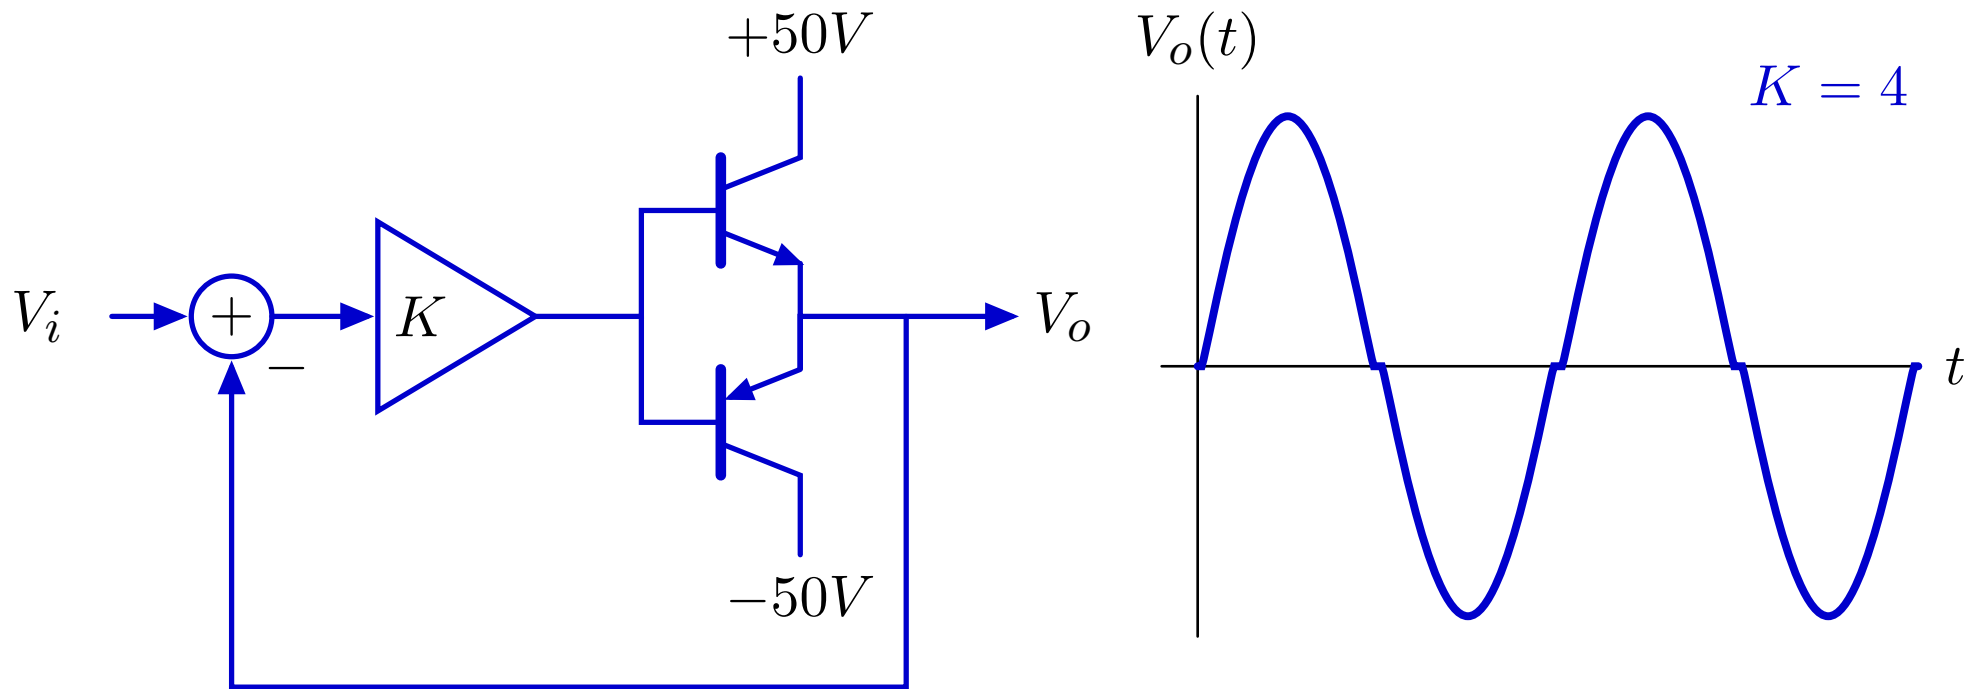 +50V
V_i
+
−
K
V_o
−50V
V_o(t)
K = 4
t